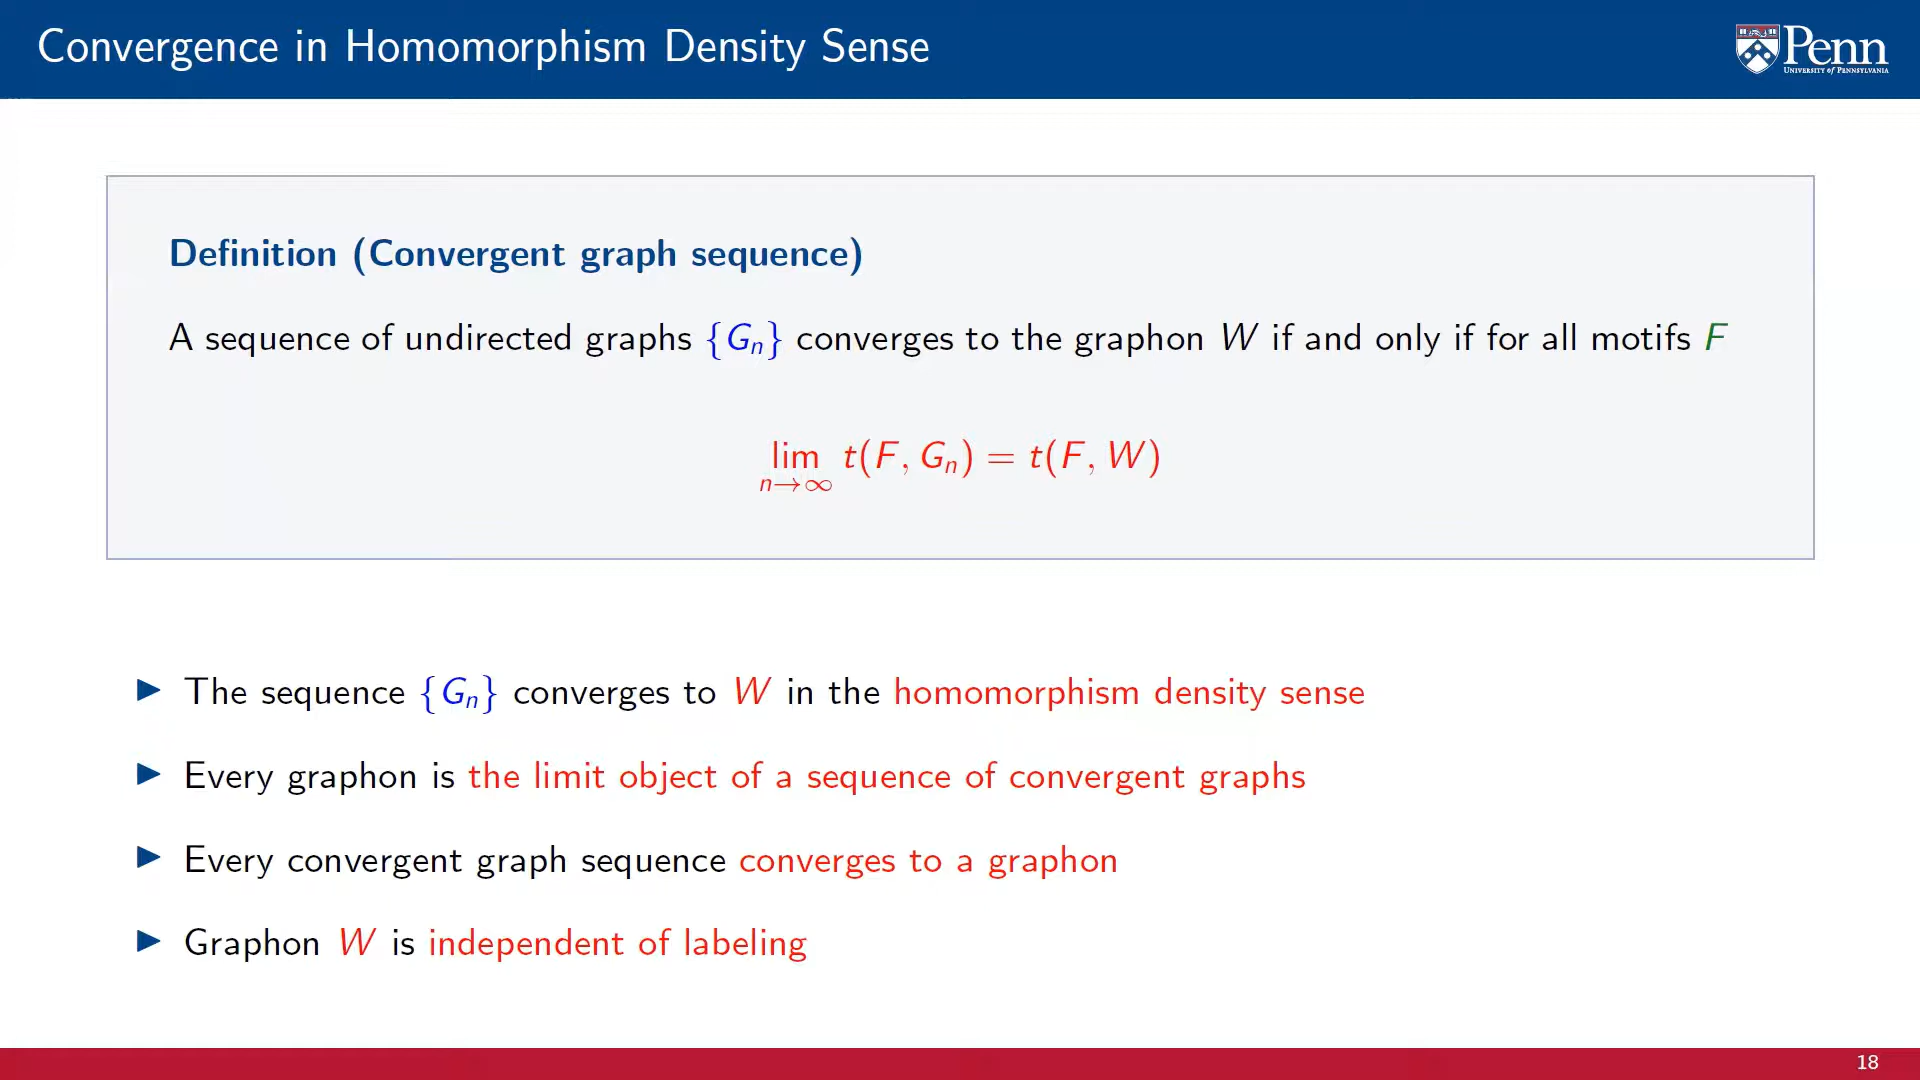 Convergence in Homomorphism Density Sense
Penn
University of Pennsylvania
Definition (Convergent graph sequence)
A sequence of undirected graphs {Gₙ} converges to the graphon W if and only if for all motifs F
lim t(F, Gₙ) = t(F, W)
n→∞
▶ The sequence {Gₙ} converges to W in the homomorphism density sense
▶ Every graphon is the limit object of a sequence of convergent graphs
▶ Every convergent graph sequence converges to a graphon
▶ Graphon W is independent of labeling
18